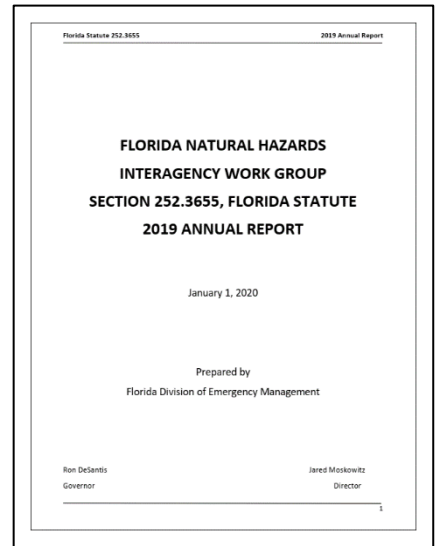 Florida Statute 252.3655 2019 Annual Report
FLORIDA NATURAL HAZARDS
INTERAGENCY WORK GROUP
SECTION 252.3655, FLORIDA STATUTE
2019 ANNUAL REPORT
January 1, 2020
Prepared by
Florida Division of Emergency Management
Ron DeSantis Jared Moskowitz
Governor Director
1